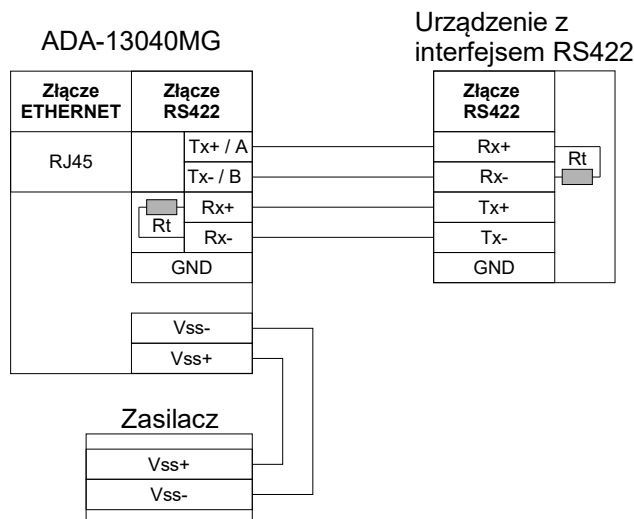 ADA-13040MG
Urządzenie z
interfejsem RS422
Złącze
ETHERNET
Złącze
RS422
RJ45
Tx+ / A
Tx- / B
Rx+
Rx-
Rt
GND
Vss-
Vss+
Złącze
RS422
Rx+
Rx-
Rt
Tx+
Tx-
GND
Zasilacz
Vss+
Vss-